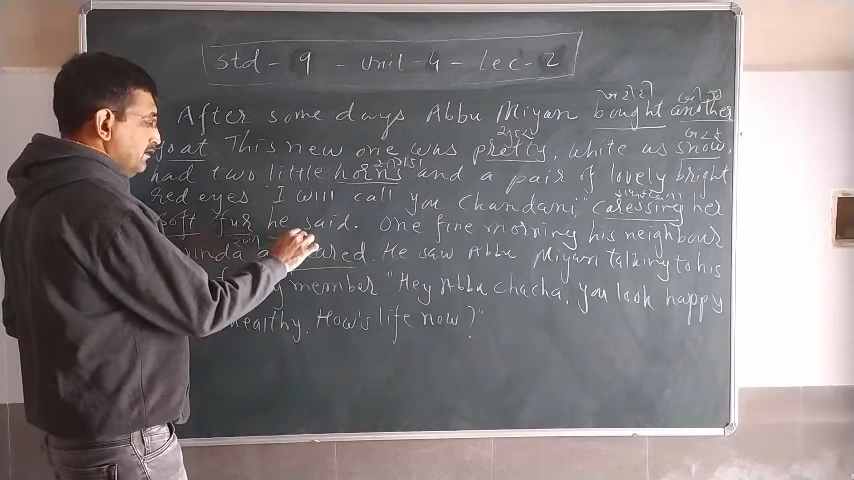 std - 9 - unit - 4 - lec - 2
After some days Abbu Miyan bought another
goat This new one was pretty, white as snow,
had two little horns and a pair of lovely bright
red eyes. "I will call you Chandani," caressing her
soft fur he said. One fine morning his neighbour
He saw Abbu Miyan talking to his
member "Hey Abbu Chacha, you look happy
healthy. How's life now?"